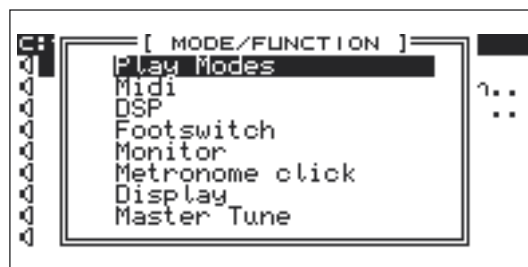 C:
[ MODE/FUNCTION ]
Play Modes
Midi
DSP
Footswitch
Monitor
Metronome click
Display
Master Tune